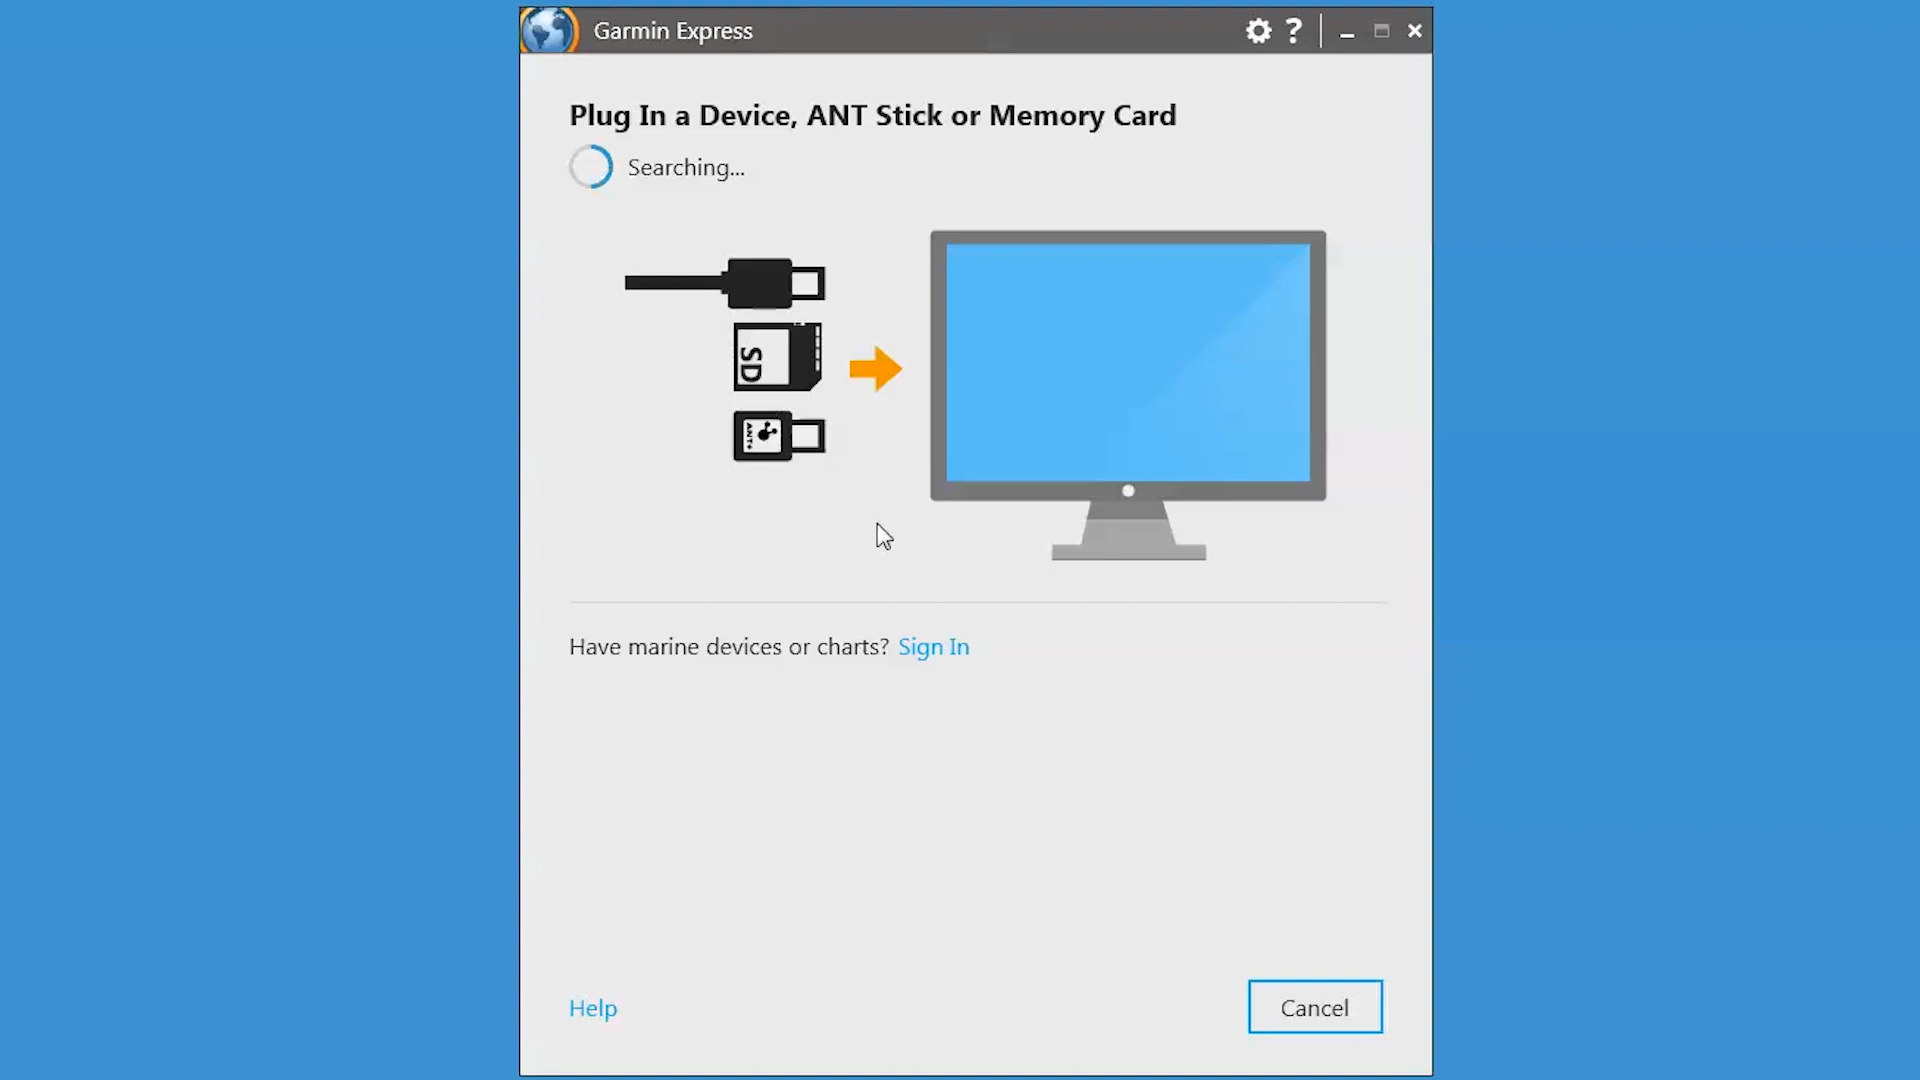 Garmin Express
?
Plug In a Device, ANT Stick or Memory Card
Searching...
SD
ANT+
Have marine devices or charts? Sign In
Help
Cancel